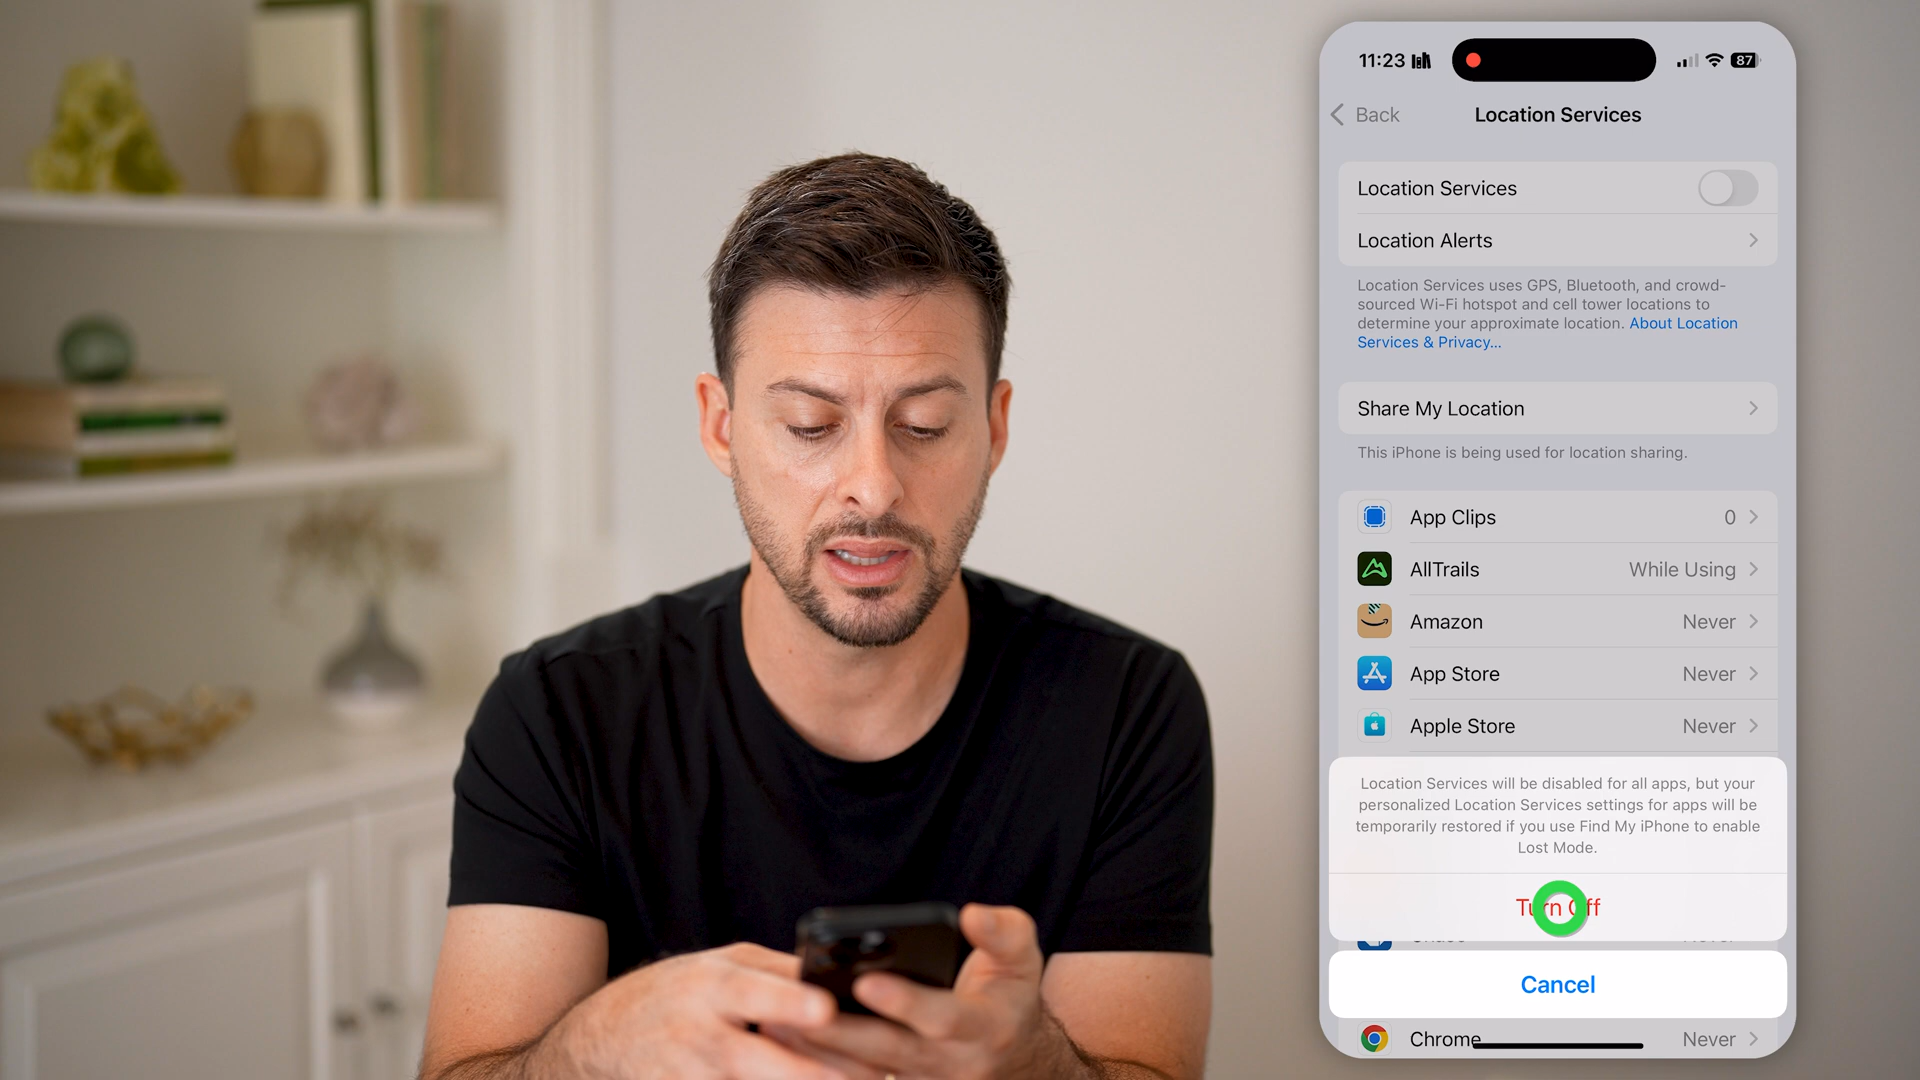 11:23
87
Back
Location Services
Location Services
Location Alerts
Location Services uses GPS, Bluetooth, and crowd-
sourced Wi-Fi hotspot and cell tower locations to
determine your approximate location. About Location
Services & Privacy...
Share My Location
This iPhone is being used for location sharing.
App Clips 0
AllTrails While Using
Amazon Never
App Store Never
Apple Store Never
Location Services will be disabled for all apps, but your
personalized Location Services settings for apps will be
temporarily restored if you use Find My iPhone to enable
Lost Mode.
Turn Off
Cancel
Chrome Never